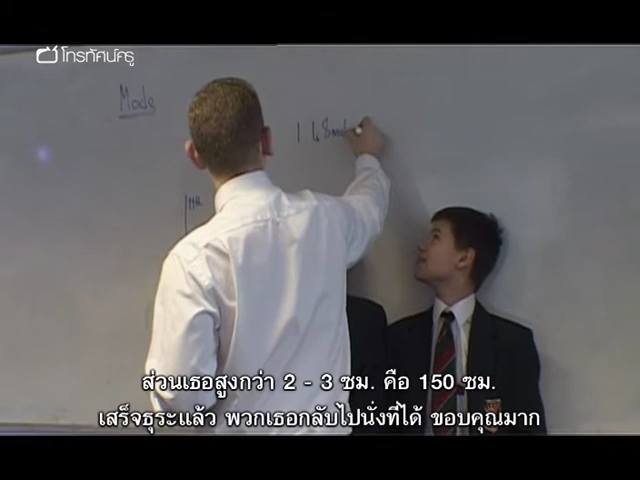 โทรทัศน์ครู
Mode
ส่วนเธอสูงกว่า 2 - 3 ซม. คือ 150 ซม.
เสร็จธุระแล้ว พวกเธอกลับไปนั่งที่ได้ ขอบคุณมาก